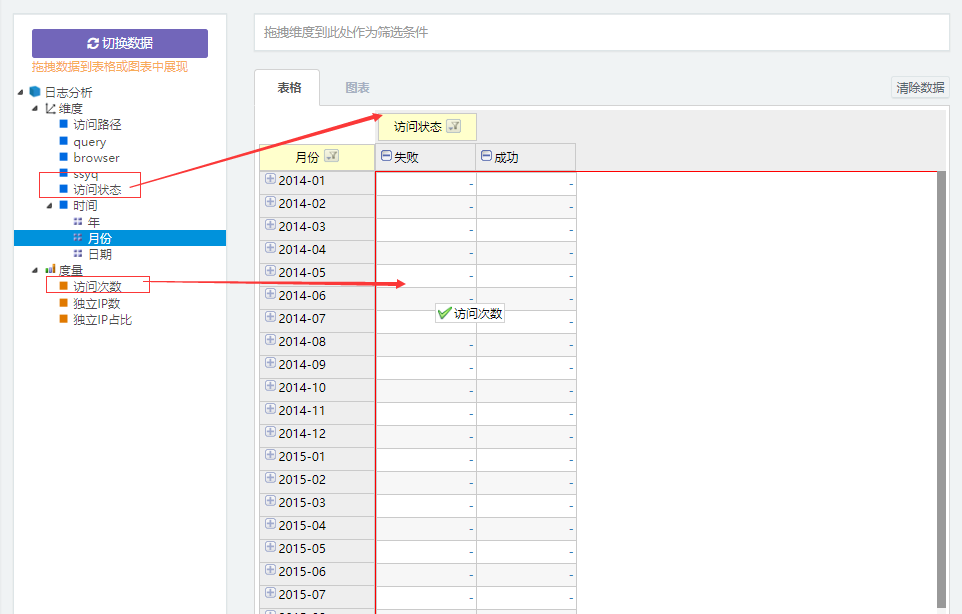 切换数据
拖拽数据到表格或图表中展现
日志分析
维度
访问路径
query
browser
ssyq
访问状态
时间
年
月份
日期
度量
访问次数
独立IP数
独立IP占比
拖拽维度到此处作为筛选条件
表格 图表 清除数据
访问状态
月份 失败 成功
2014-01 - -
2014-02 - -
2014-03 - -
2014-04 - -
2014-05 - -
2014-06 - -
访问次数
2014-07 -
2014-08 - -
2014-09 - -
2014-10 - -
2014-11 - -
2014-12 - -
2015-01 - -
2015-02 - -
2015-03 - -
2015-04 - -
2015-05 - -
2015-06 - -
2015-07 - -